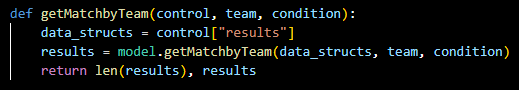 def getMatchbyTeam(control, team, condition):
    data_structs = control["results"]
    results = model.getMatchbyTeam(data_structs, team, condition)
    return len(results), results